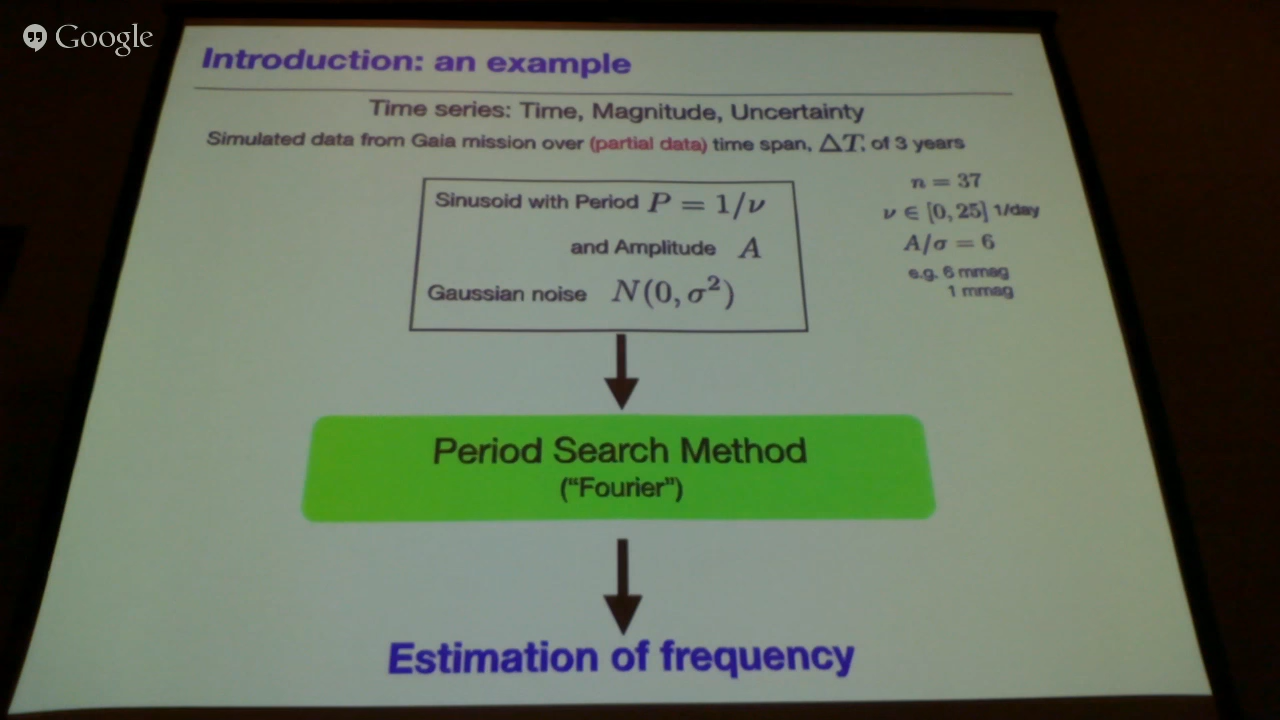 Google
Introduction: an example
Time series: Time, Magnitude, Uncertainty
Simulated data from Gaia mission over (partial data) time span, ΔT, of 3 years
n = 37
Sinusoid with Period P = 1/ν
ν ∈ [0, 25] 1/day
and Amplitude A
A/σ = 6
e.g. 6 mmag
1 mmag
Gaussian noise N(0, σ²)
Period Search Method
("Fourier")
Estimation of frequency